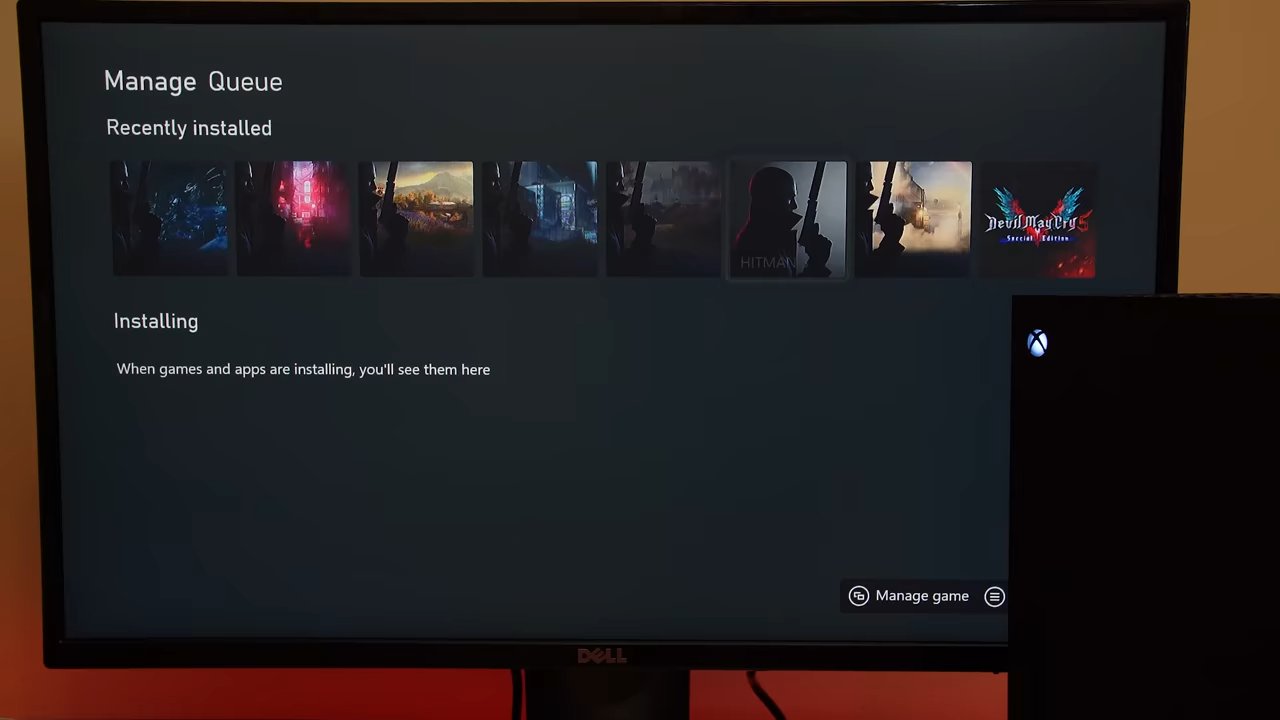 Manage Queue
Recently installed
HITMAN
Devil May Cry 5
Special Edition
Installing
When games and apps are installing, you'll see them here
Manage game
DELL